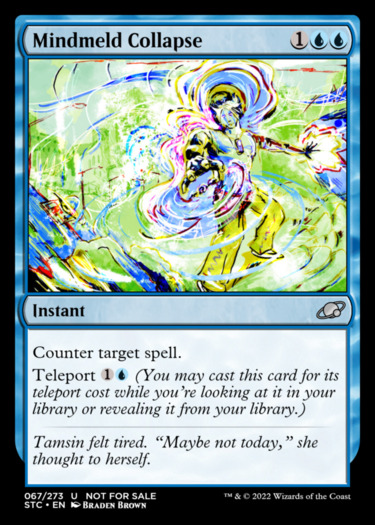 Mindmeld Collapse 1
Instant
Counter target spell.
Teleport 1 (You may cast this card for its
teleport cost while you're looking at it in your
library or revealing it from your library.)
Tamsin felt tired. “Maybe not today,” she
thought to herself.
067/273 U NOT FOR SALE
STC • EN Braden Brown
™ & © 2022 Wizards of the Coast